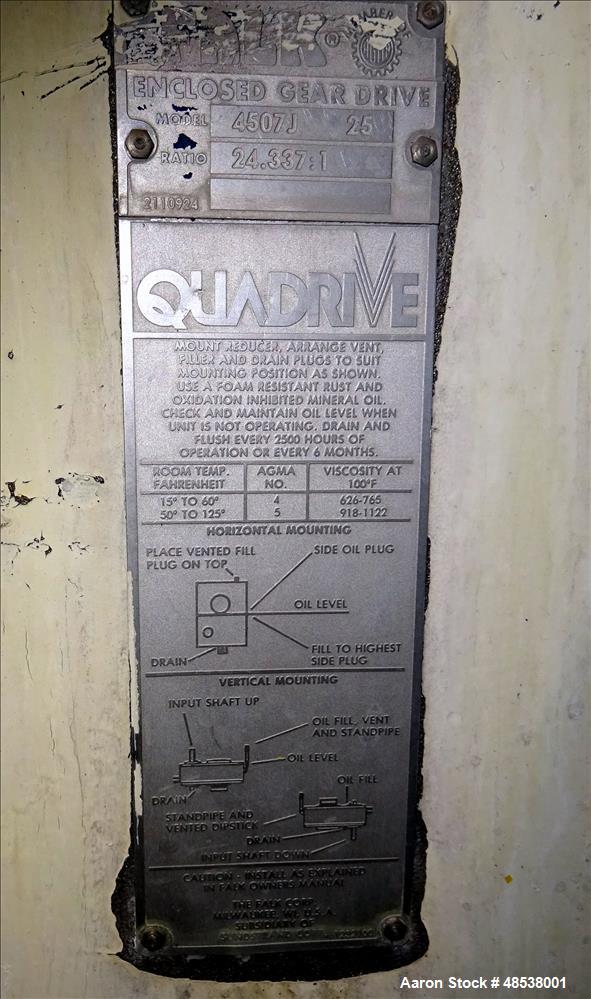 FALK®
MEMBER OF
ENCLOSED GEAR DRIVE
MODEL 4507J 25
RATIO 24.337:1
2110924
QUADRIVE
MOUNT REDUCER, ARRANGE VENT,
FILLER AND DRAIN PLUGS TO SUIT
MOUNTING POSITION AS SHOWN.
USE A FOAM RESISTANT RUST AND
OXIDATION INHIBITED MINERAL OIL.
CHECK AND MAINTAIN OIL LEVEL WHEN
UNIT IS NOT OPERATING. DRAIN AND
FLUSH EVERY 2500 HOURS OF
OPERATION OR EVERY 6 MONTHS.
ROOM TEMP. AGMA VISCOSITY AT
FAHRENHEIT NO. 100°F
15° TO 60° 4 626-765
50° TO 125° 5 918-1122
HORIZONTAL MOUNTING
PLACE VENTED FILL SIDE OIL PLUG
PLUG ON TOP
OIL LEVEL
FILL TO HIGHEST
DRAIN SIDE PLUG
VERTICAL MOUNTING
INPUT SHAFT UP
OIL FILL, VENT
AND STANDPIPE
OIL LEVEL
OIL FILL
DRAIN
STANDPIPE AND
VENTED DIPSTICK
DRAIN
INPUT SHAFT DOWN
CAUTION - INSTALL AS EXPLAINED
IN FALK OWNERS MANUAL
THE FALK CORP.
MILWAUKEE, WI. U.S.A.
SUBSIDIARY OF
SUNDSTRAND CORP.
Aaron Stock # 48538001